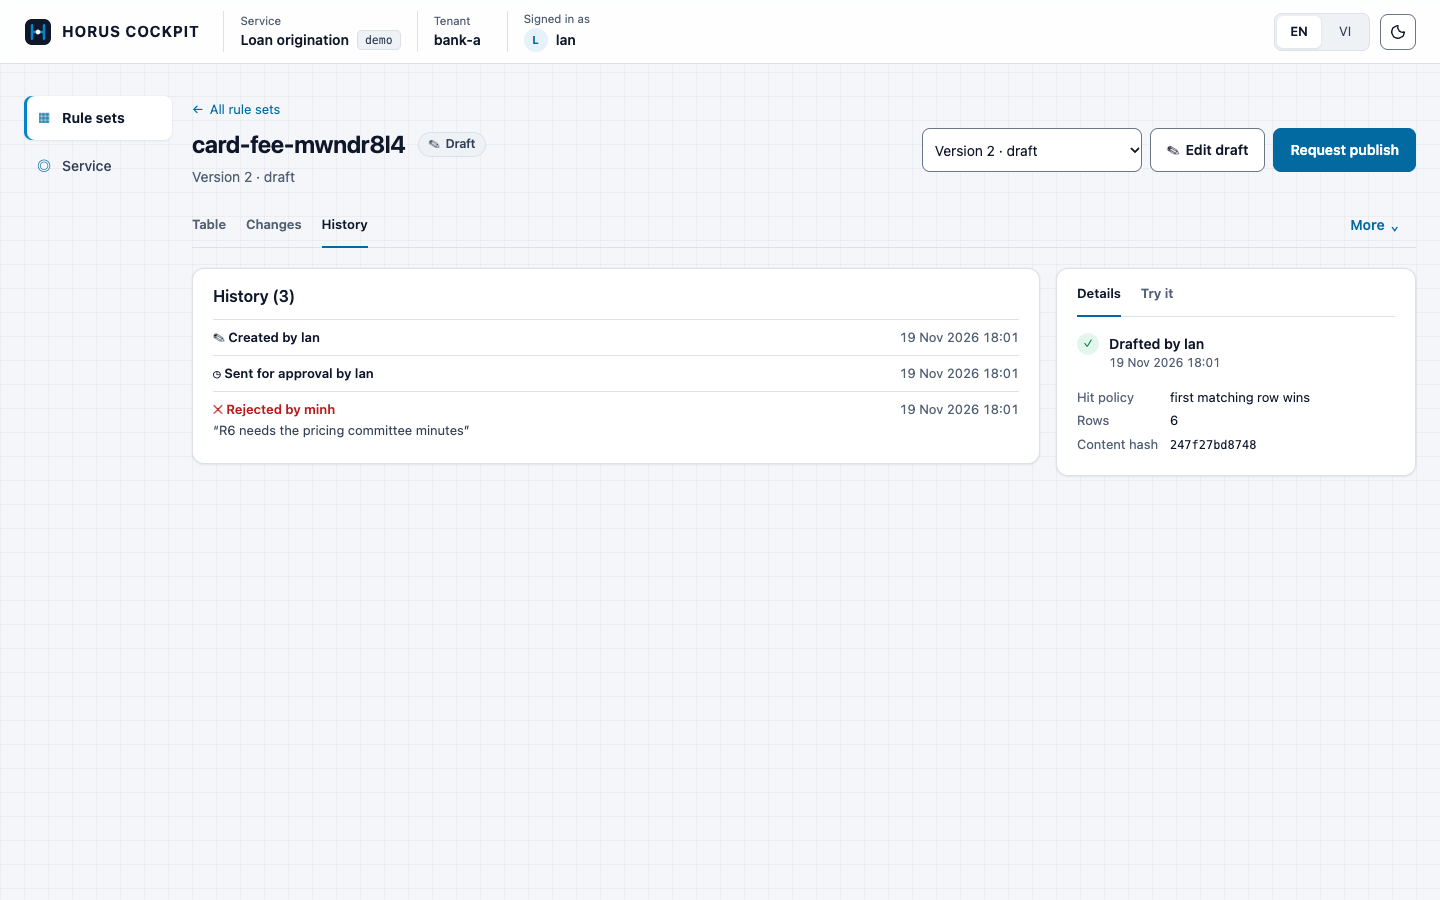 HORUS COCKPIT
Service
Loan origination demo
Tenant
bank-a
Signed in as
L lan
EN VI
Rule sets
Service
← All rule sets
card-fee-mwndr8l4 ✎ Draft
Version 2 · draft
Version 2 · draft
✎ Edit draft
Request publish
Table Changes History
More
History (3)
✎ Created by lan 19 Nov 2026 18:01
Sent for approval by lan 19 Nov 2026 18:01
Rejected by minh 19 Nov 2026 18:01
“R6 needs the pricing committee minutes”
Details Try it
✓ Drafted by lan
19 Nov 2026 18:01
Hit policy first matching row wins
Rows 6
Content hash 247f27bd8748